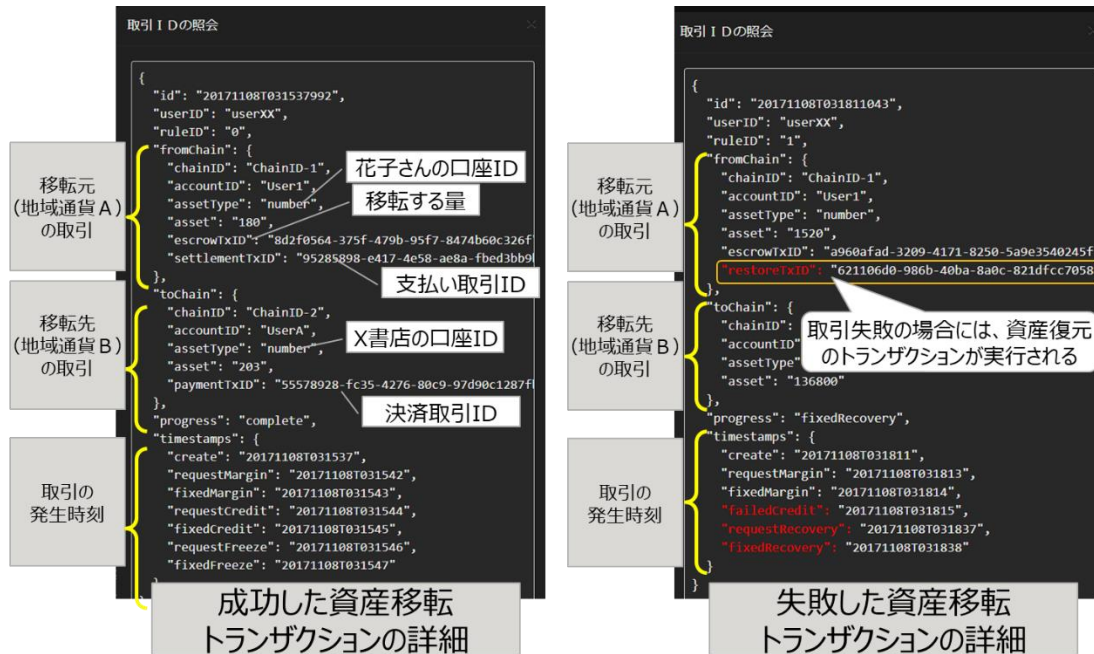 取引ＩＤの照会
{
"id": "20171108T031537992",
"userID": "userXX",
"ruleID": "0",
"fromChain": {
"chainID": "ChainID-1",
"accountID": "User1",
"assetType": "number",
"asset": "180",
"escrowTxID": "8d2f0564-375f-479b-95f7-8474b60c326f
"settlementTxID": "95285898-e417-4e58-ae8a-fbed3bb9
},
"toChain": {
"chainID": "ChainID-2",
"accountID": "UserA",
"assetType": "number",
"asset": "203",
"paymentTxID": "55578928-fc35-4276-80c9-97d90c1287f
},
"progress": "complete",
"timestamps": {
"create": "20171108T031537",
"requestMargin": "20171108T031542",
"fixedMargin": "20171108T031543",
"requestCredit": "20171108T031544",
"fixedCredit": "20171108T031545",
"requestFreeze": "20171108T031546",
"fixedFreeze": "20171108T031547"
移転元
(地域通貨Ａ)
の取引
移転先
(地域通貨Ｂ)
の取引
取引の
発生時刻
花子さんの口座ID
移転する量
支払い取引ID
X書店の口座ID
決済取引ID
成功した資産移転
トランザクションの詳細
取引ＩＤの照会
{
"id": "20171108T031811043",
"userID": "userXX",
"ruleID": "1",
"fromChain": {
"chainID": "ChainID-1",
"accountID": "User1",
"assetType": "number",
"asset": "1520",
"escrowTxID": "a960afad-3209-4171-8250-5a9e3540245f
"restoreTxID": "621106d0-986b-40ba-8a0c-821dfcc7058
},
"toChain": {
"chainID":
"accountID"
"assetType"
"asset": "136800"
},
"progress": "fixedRecovery",
"timestamps": {
"create": "20171108T031811",
"requestMargin": "20171108T031813",
"fixedMargin": "20171108T031814",
"failedCredit": "20171108T031815",
"requestRecovery": "20171108T031837",
"fixedRecovery": "20171108T031838"
}
}
移転元
(地域通貨Ａ)
の取引
移転先
(地域通貨Ｂ)
の取引
取引の
発生時刻
取引失敗の場合には、資産復元
のトランザクションが実行される
失敗した資産移転
トランザクションの詳細